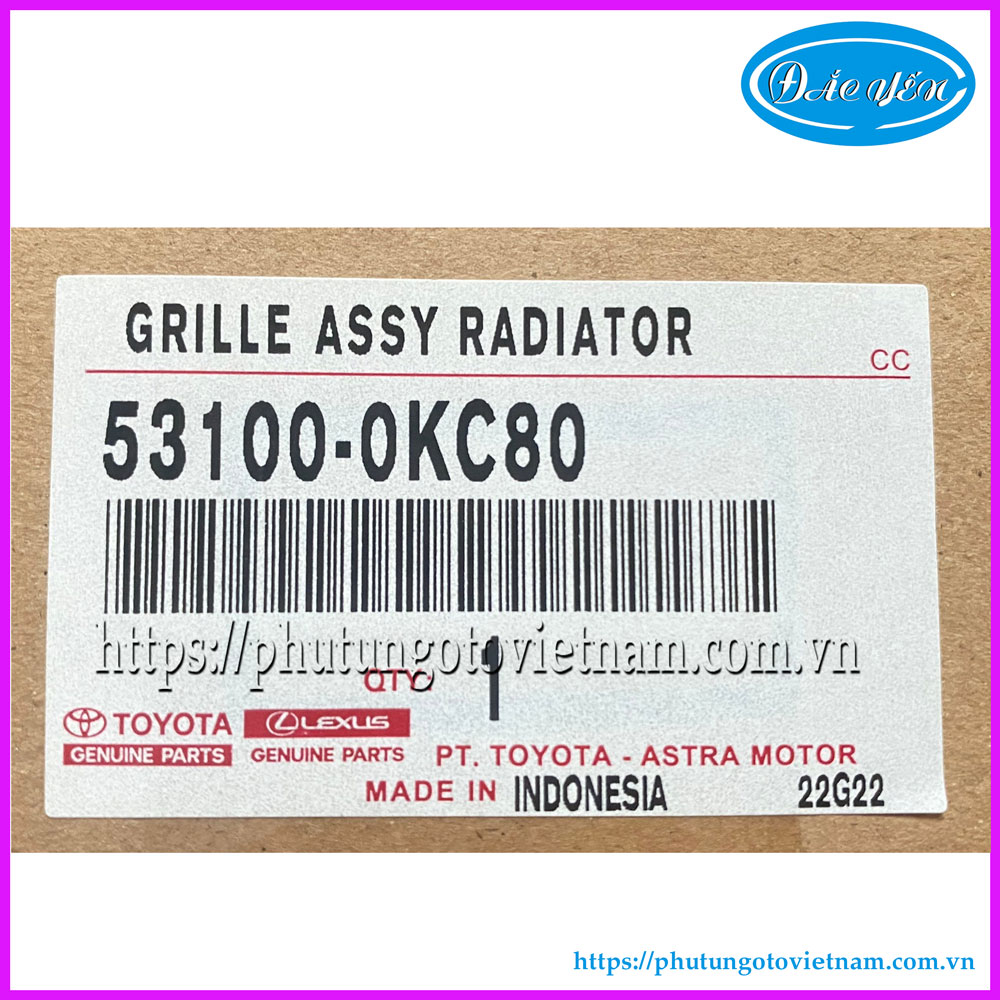 ĐẮC YẾN
GRILLE ASSY RADIATOR
CC
53100-0KC80
https://phutungotovietnam.com.vn
QTY: 1
TOYOTA LEXUS
GENUINE PARTS GENUINE PARTS PT. TOYOTA - ASTRA MOTOR
MADE IN INDONESIA 22G22
https://phutungotovietnam.com.vn